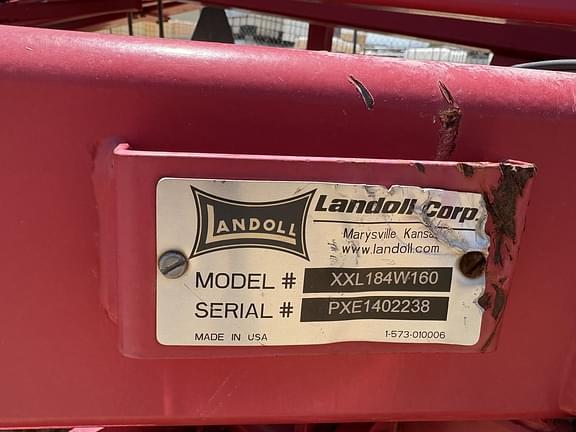 LANDOLL
Landoll Corp.
Marysville Kansas
www.landoll.com
MODEL # XXL184W160
SERIAL # PXE1402238
MADE IN USA 1-573-010006